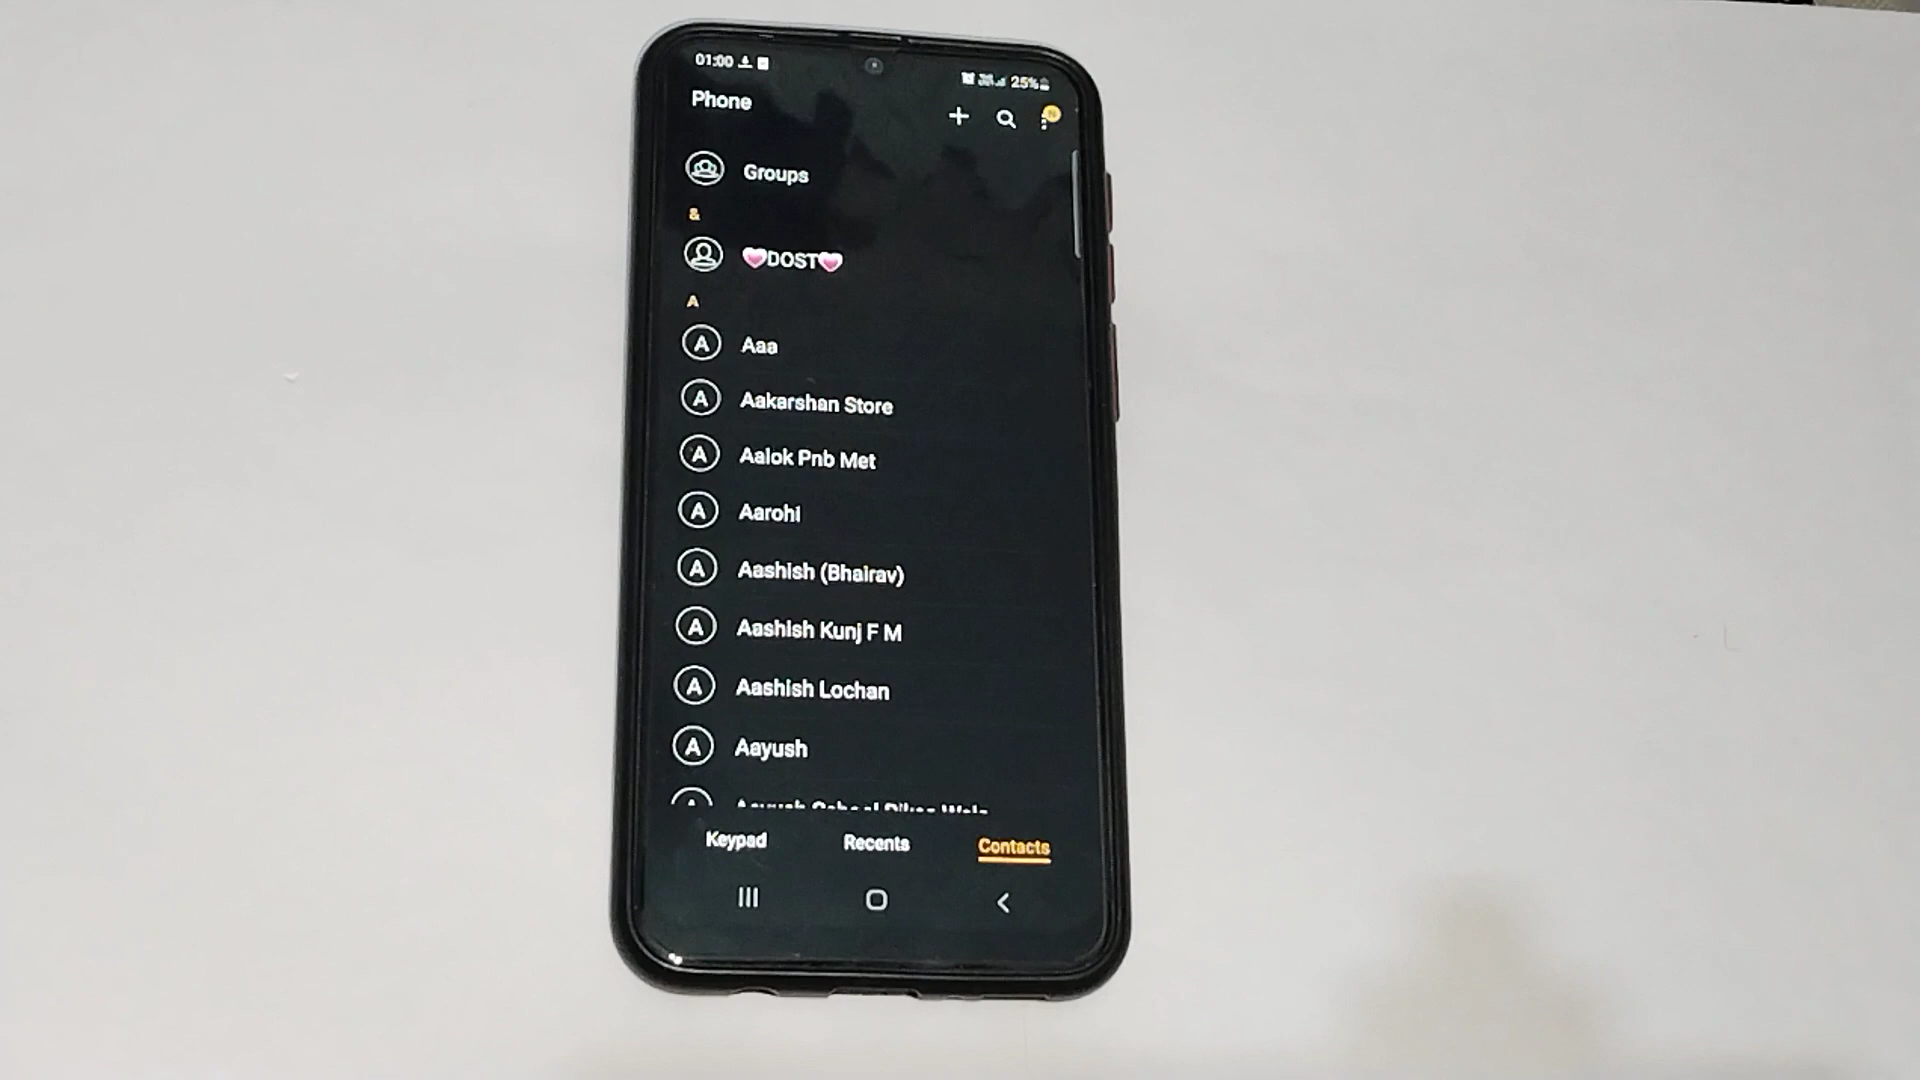 01:00
25%
Phone
Groups
&
💗DOST💗
A
A Aaa
A Aakarshan Store
A Aalok Pnb Met
A Aarohi
A Aashish (Bhairav)
A Aashish Kunj F M
A Aashish Lochan
A Aayush
Keypad Recents Contacts